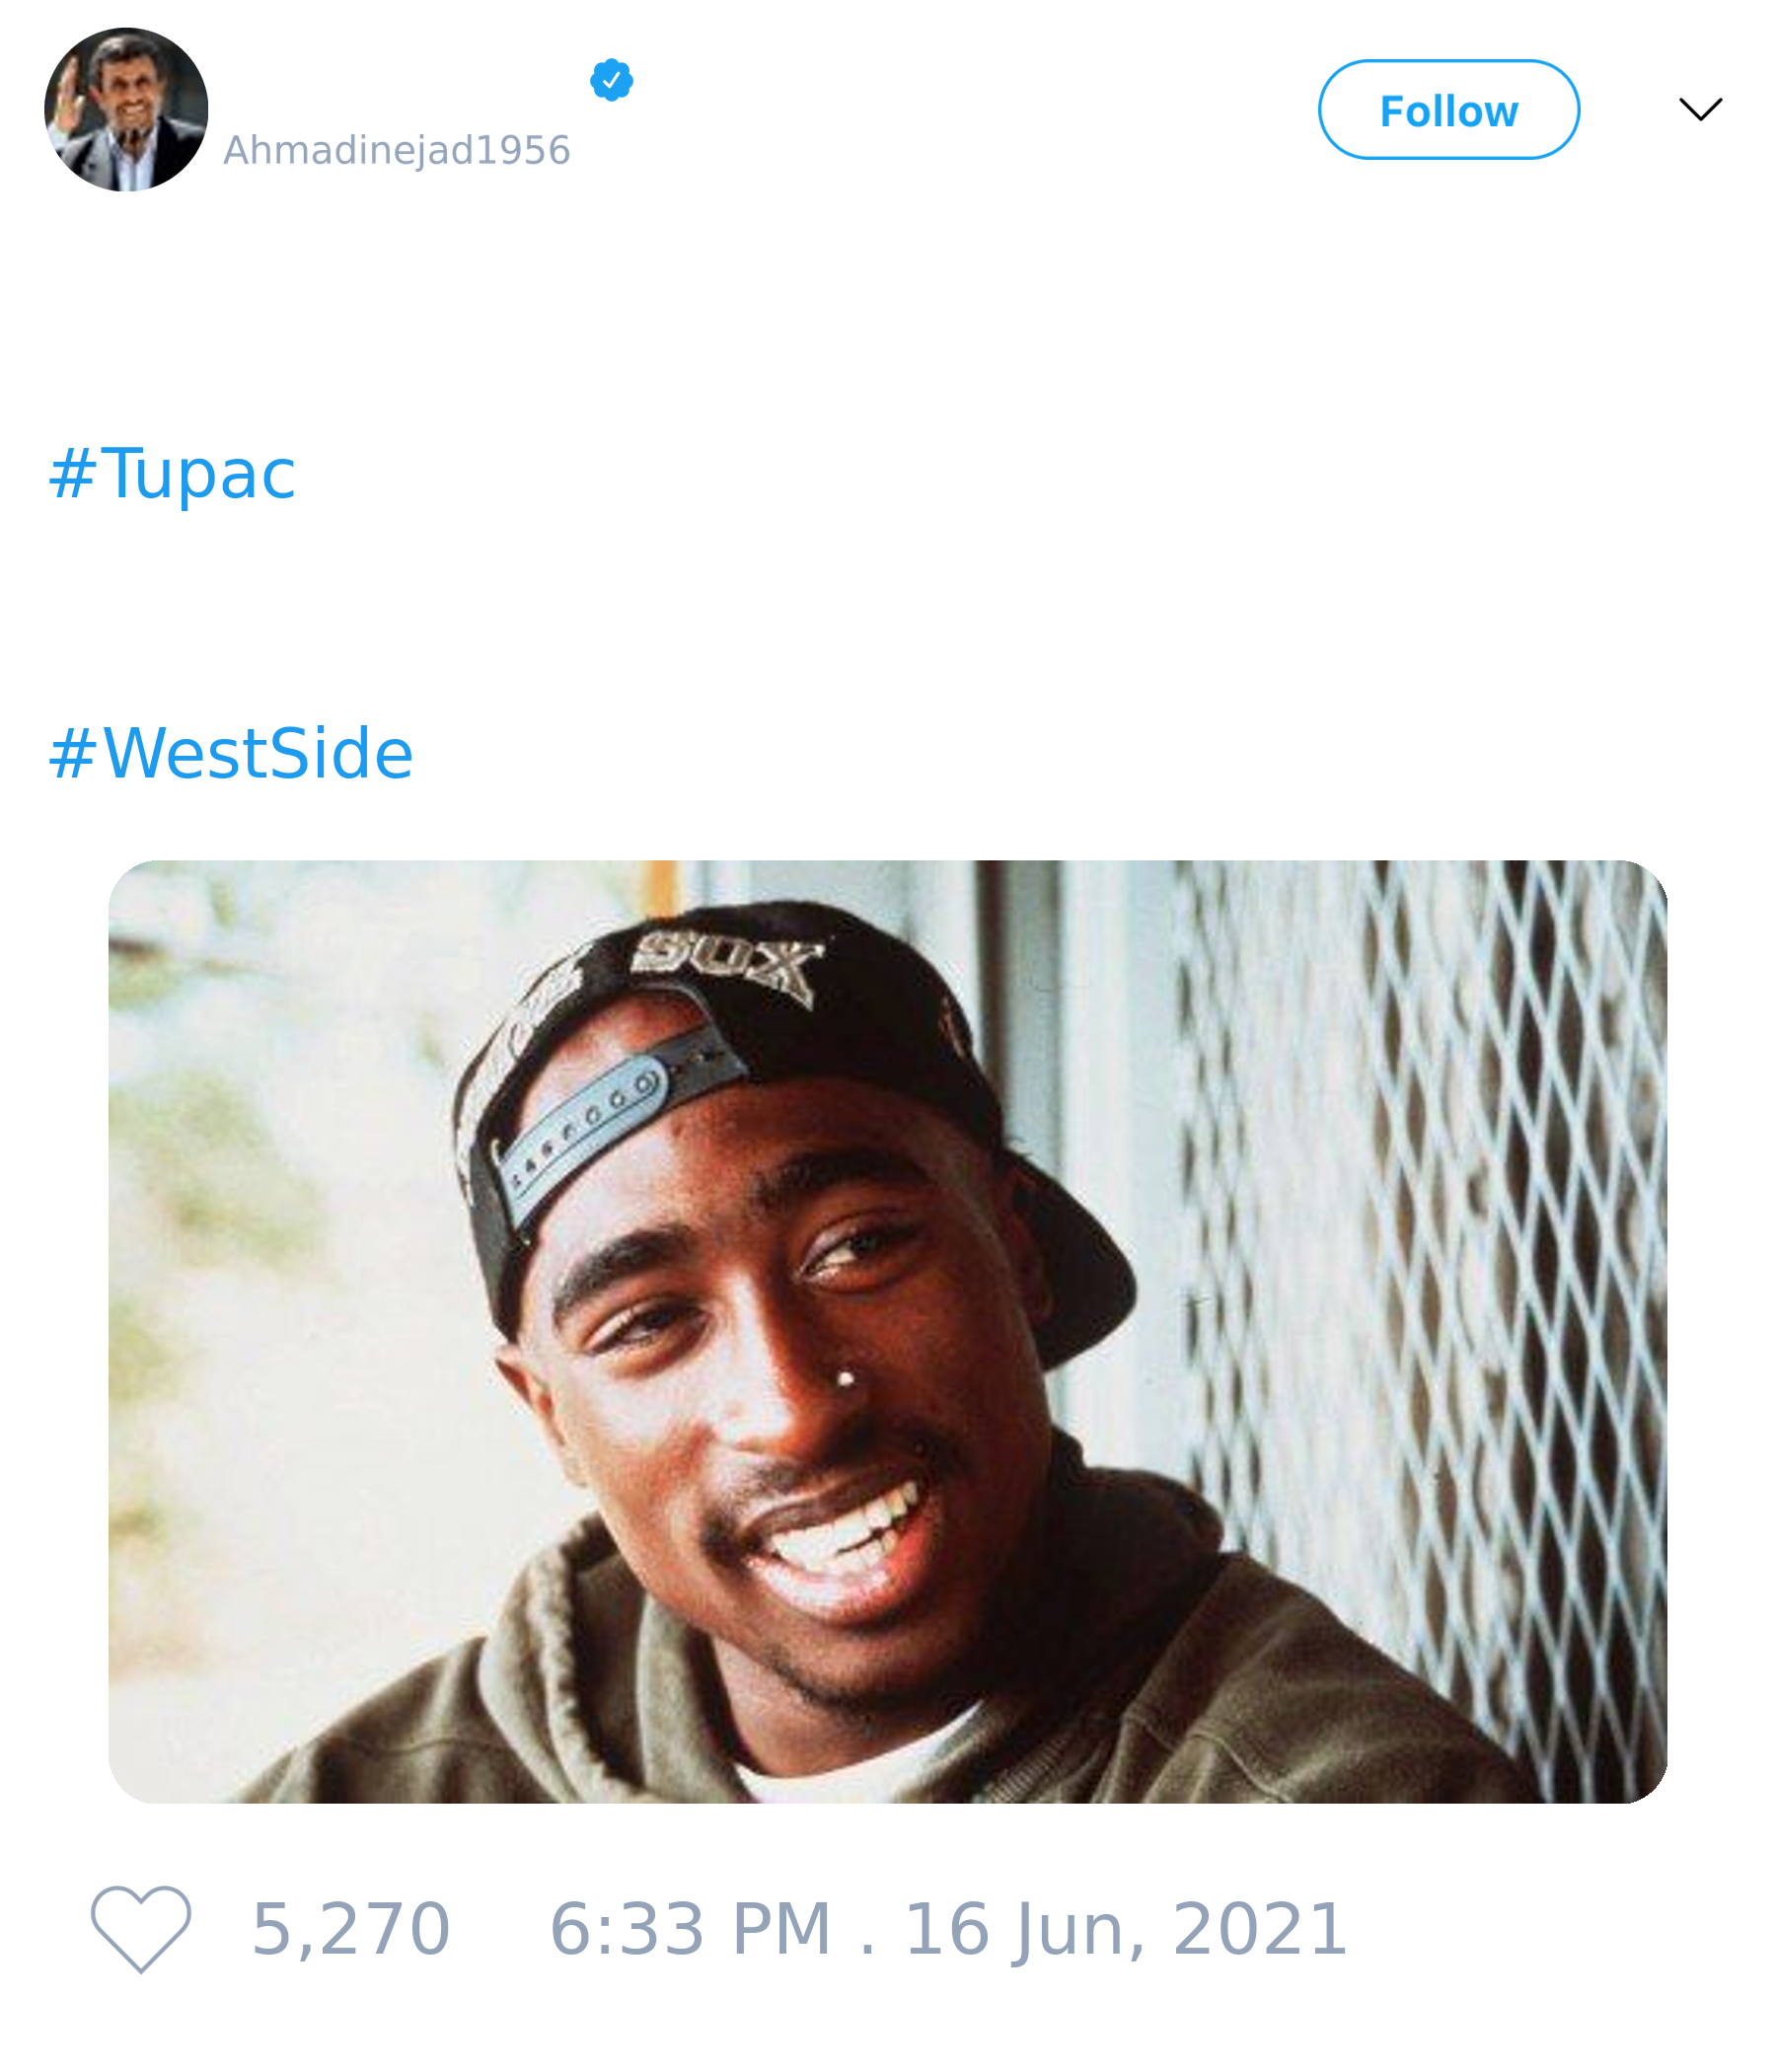 Ahmadinejad1956
Follow
#Tupac
#WestSide
SOX
5,270 6:33 PM . 16 Jun, 2021